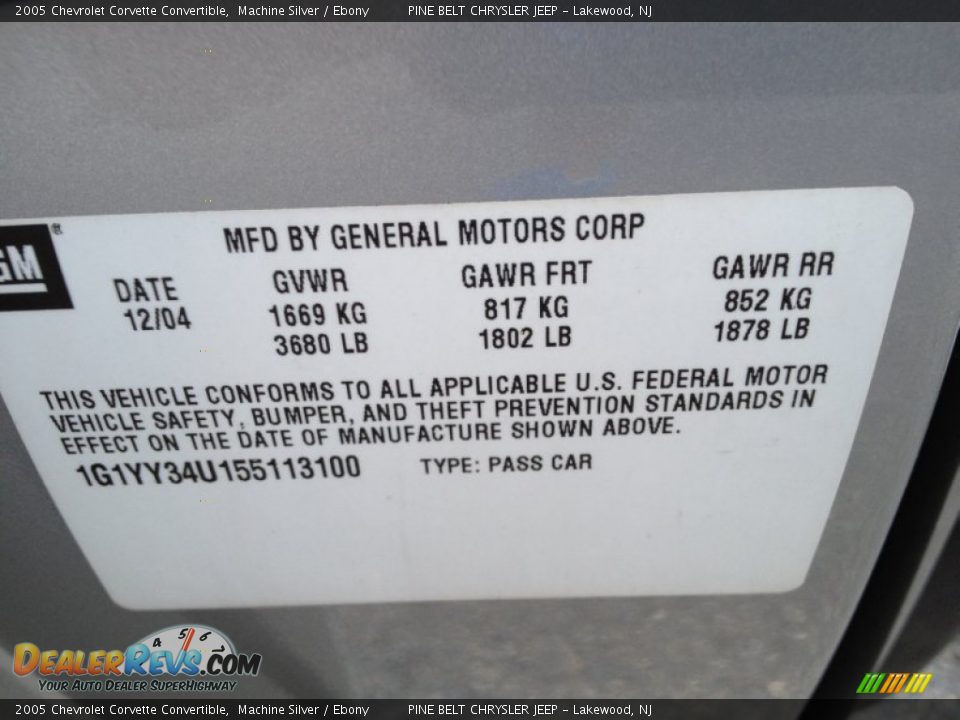 2005 Chevrolet Corvette Convertible, Machine Silver / Ebony PINE BELT CHRYSLER JEEP - Lakewood, NJ
GM®
MFD BY GENERAL MOTORS CORP
DATE GVWR GAWR FRT GAWR RR
12/04 1669 KG 817 KG 852 KG
3680 LB 1802 LB 1878 LB
THIS VEHICLE CONFORMS TO ALL APPLICABLE U.S. FEDERAL MOTOR
VEHICLE SAFETY, BUMPER, AND THEFT PREVENTION STANDARDS IN
EFFECT ON THE DATE OF MANUFACTURE SHOWN ABOVE.
1G1YY34U155113100 TYPE: PASS CAR
4 5 6
DEALERREVS.COM
YOUR AUTO DEALER SUPERHIGHWAY
2005 Chevrolet Corvette Convertible, Machine Silver / Ebony PINE BELT CHRYSLER JEEP - Lakewood, NJ